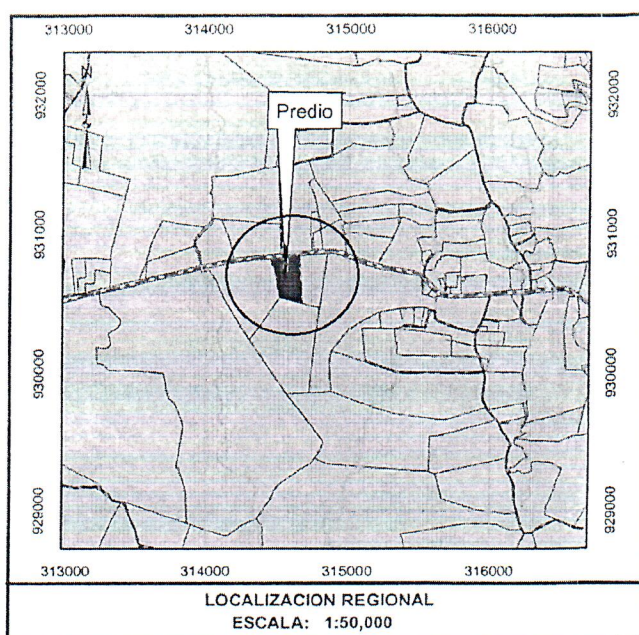 313000 314000 315000 316000
932000 932000
N
Predio
931000 931000
930000 930000
929000 929000
313000 314000 315000 316000
LOCALIZACION REGIONAL
ESCALA: 1:50,000